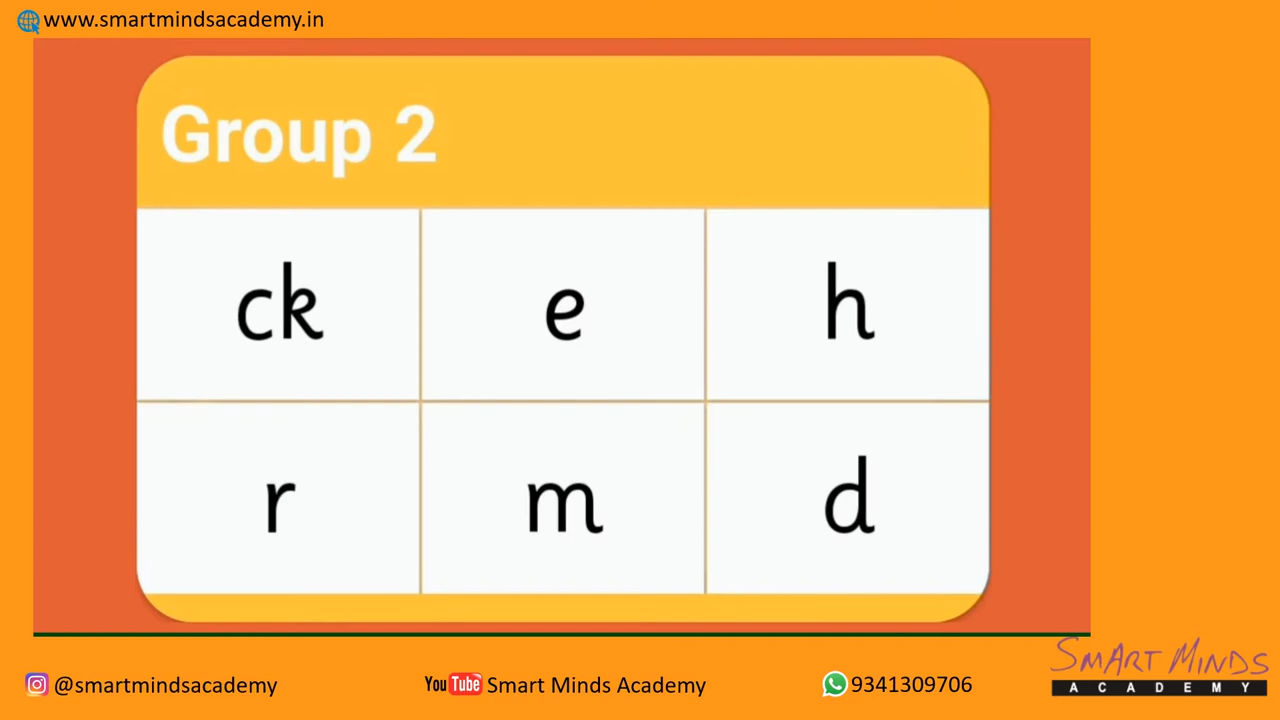 www.smartmindsacademy.in
Group 2
ck e h
r m d
@smartmindsacademy
YouTube Smart Minds Academy
9341309706
SMART MINDS
ACADEMY